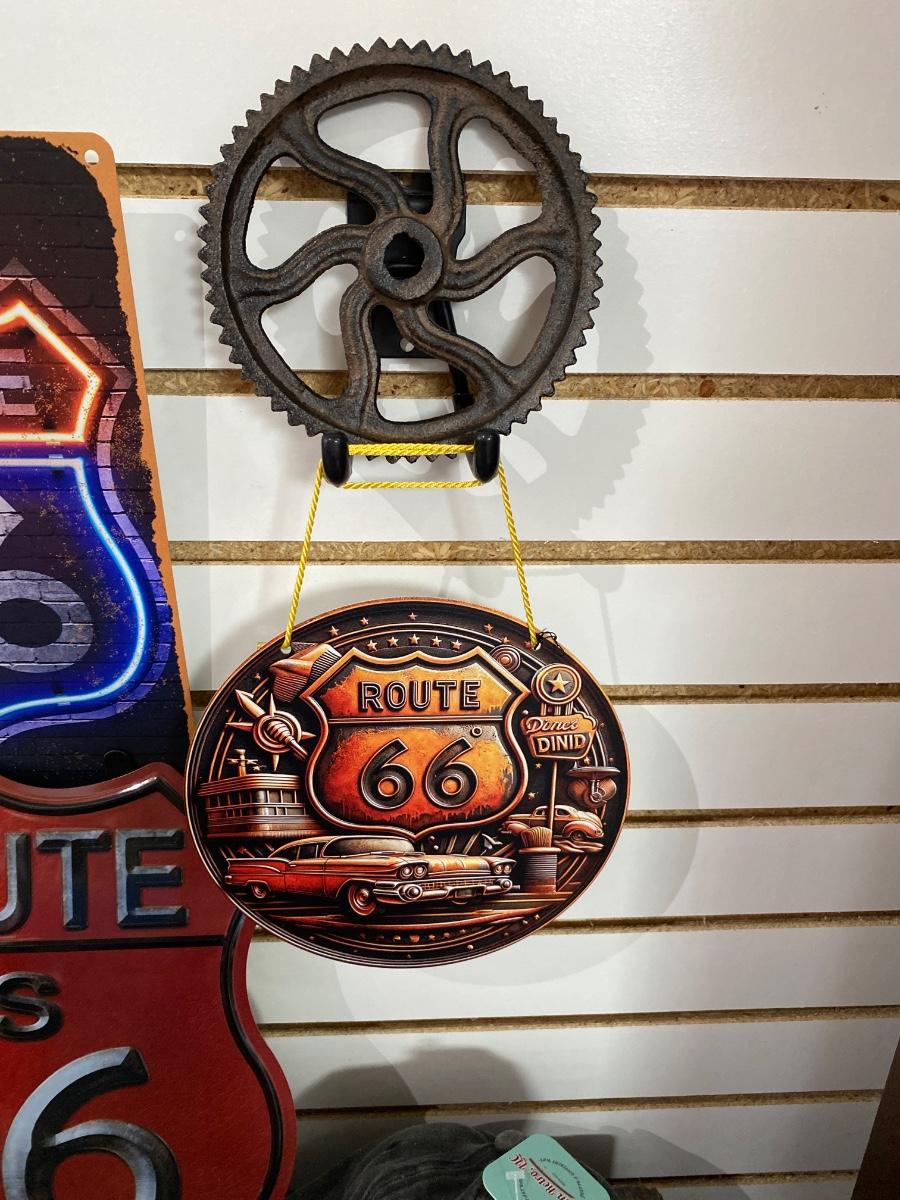 ROUTE
66
Diner
DINID
UTE
S
6